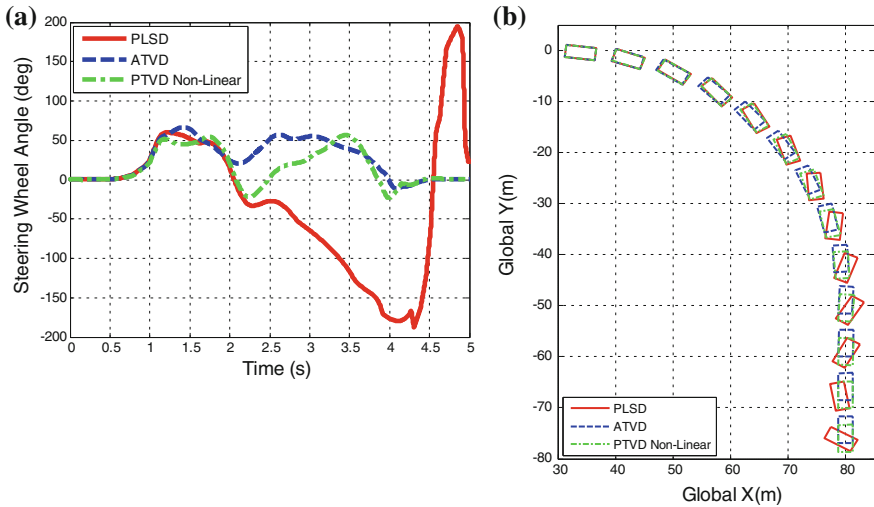 (a)
200
150
100
50
0
-50
-100
-150
-200
Steering Wheel Angle (deg)
PLSD
ATVD
PTVD Non-Linear
0 0.5 1 1.5 2 2.5 3 3.5 4 4.5 5
Time (s)
(b)
0
-10
-20
-30
-40
-50
-60
-70
-80
Global Y(m)
PLSD
ATVD
PTVD Non-Linear
30 40 50 60 70 80
Global X(m)